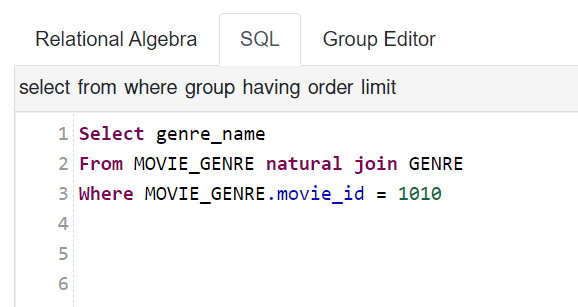 Relational Algebra SQL Group Editor
select from where group having order limit
1 Select genre_name
2 From MOVIE_GENRE natural join GENRE
3 Where MOVIE_GENRE.movie_id = 1010
4
5
6